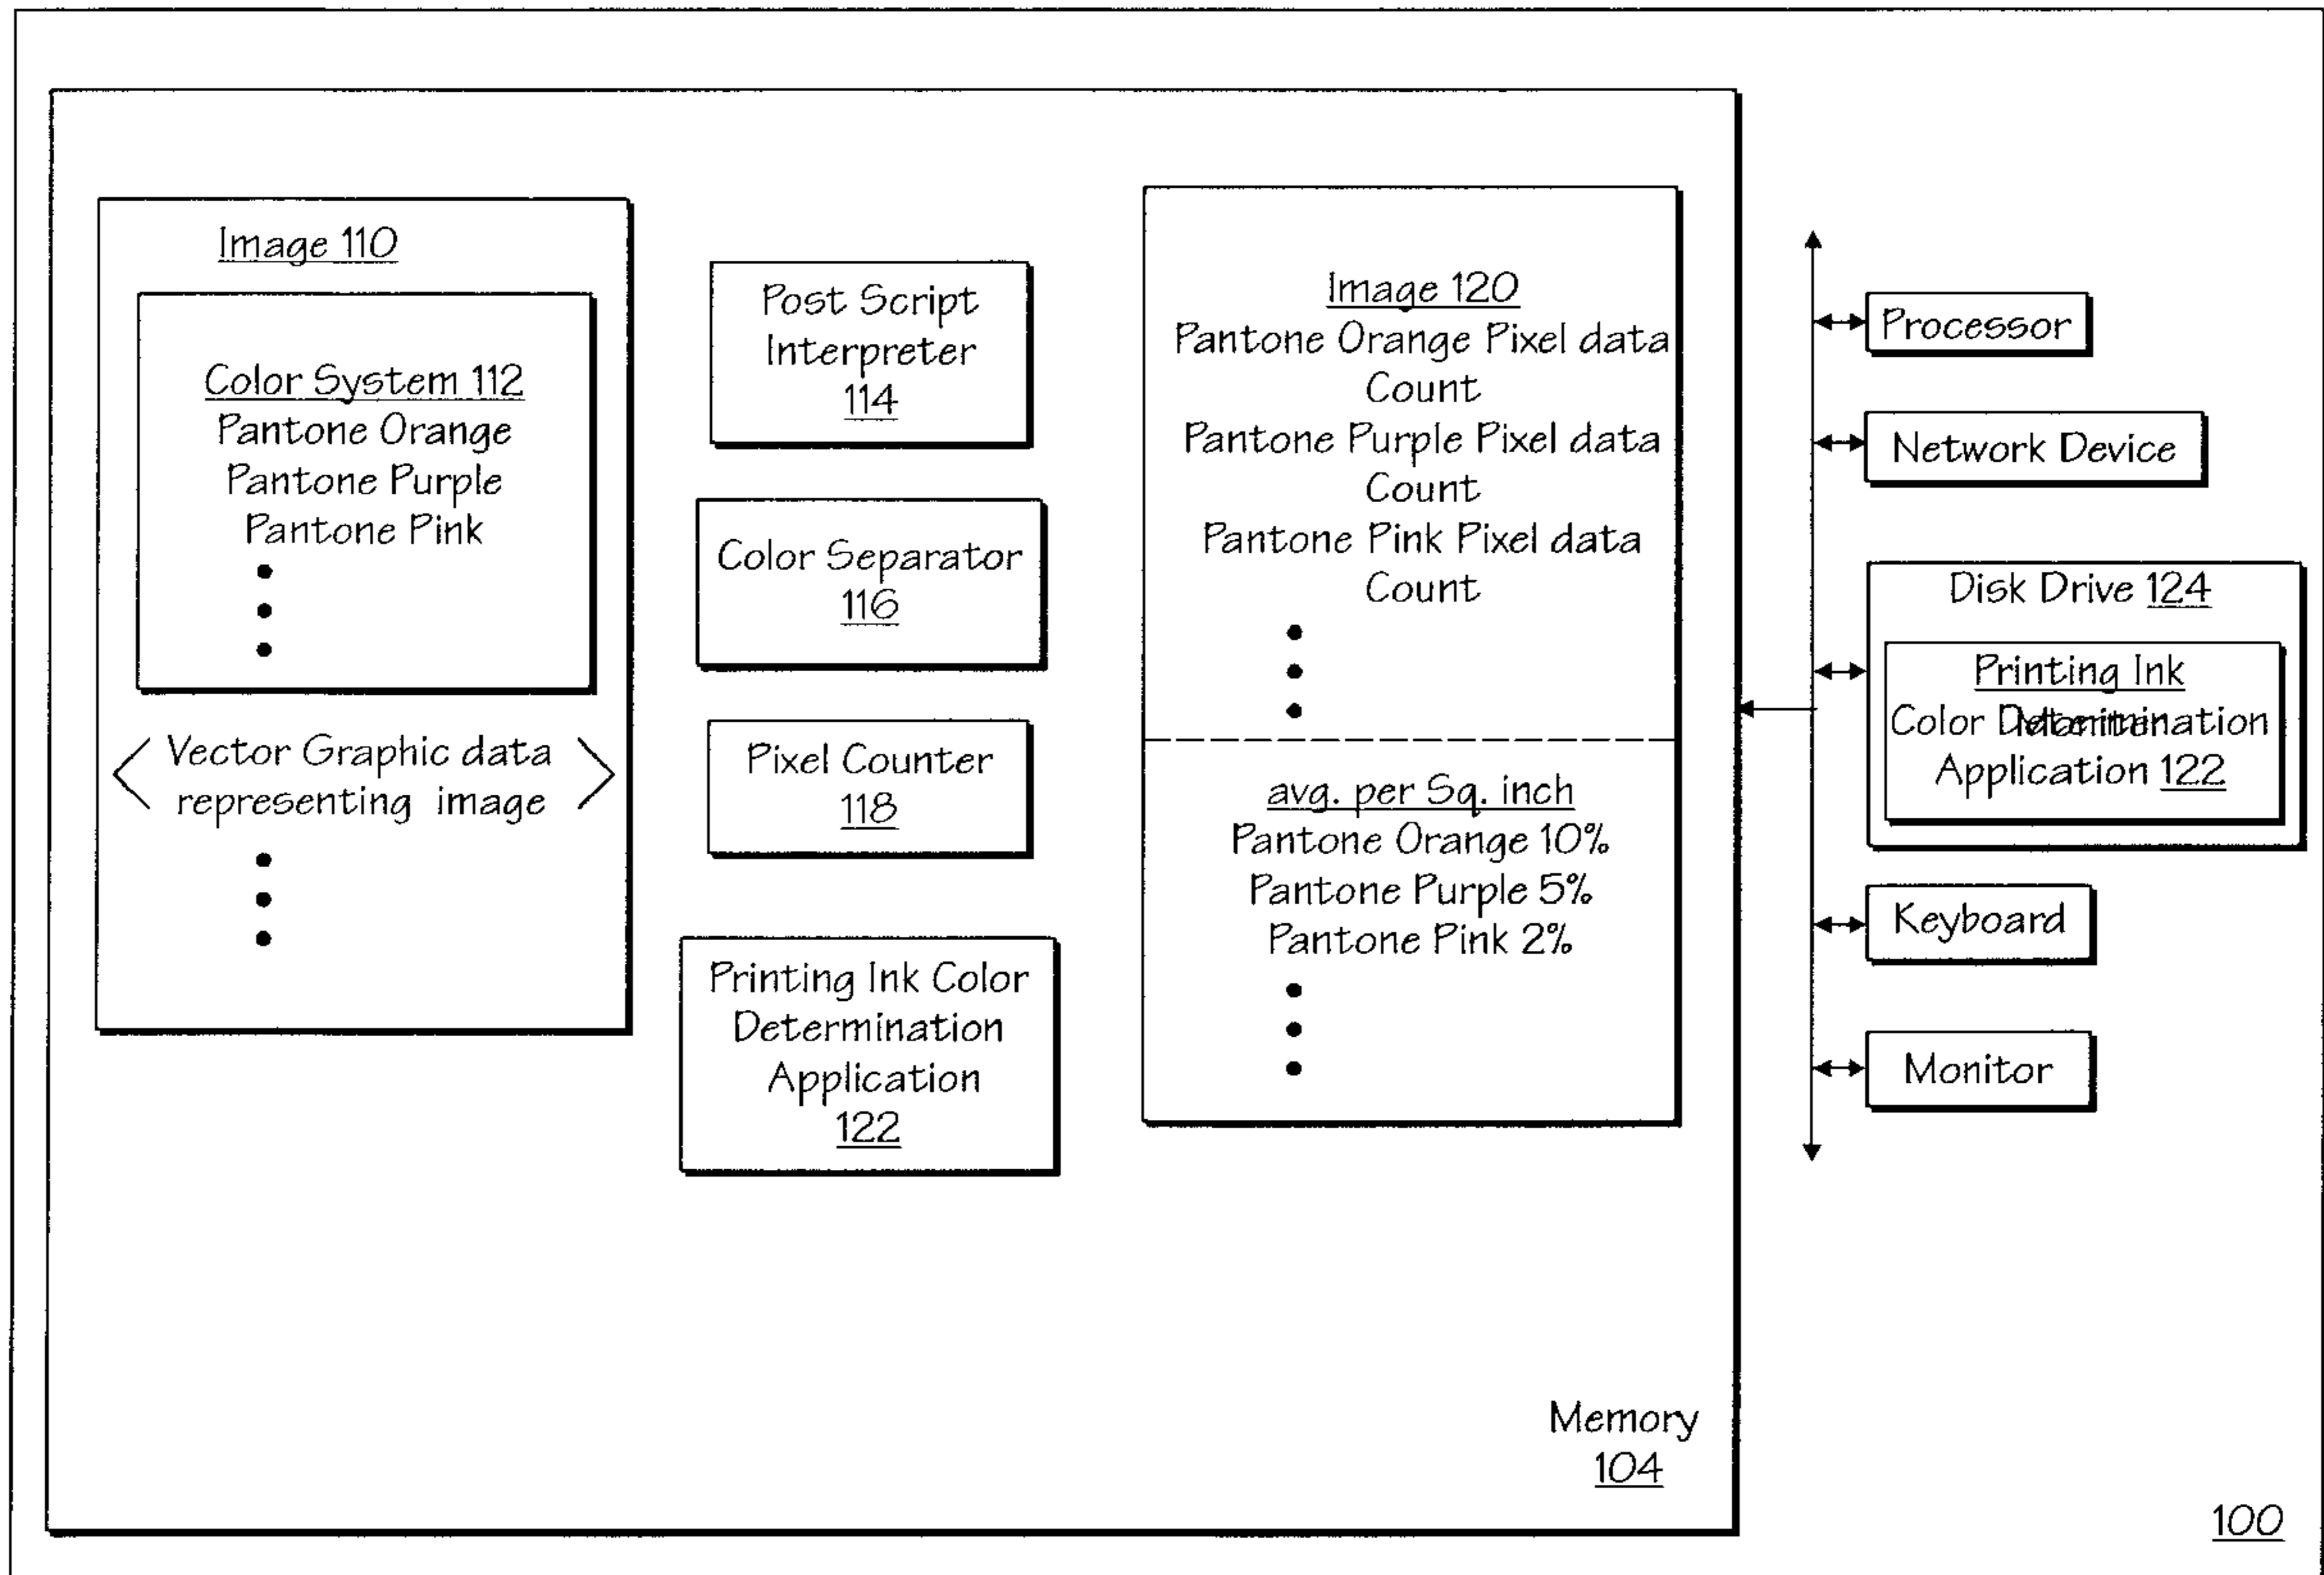 Image 110
Color System 112
Pantone Orange
Pantone Purple
Pantone Pink
Vector Graphic data
representing image
Post Script
Interpreter
114
Color Separator
116
Pixel Counter
118
Printing Ink Color
Determination
Application
122
Image 120
Pantone Orange Pixel data
Count
Pantone Purple Pixel data
Count
Pantone Pink Pixel data
Count
avg. per Sq. inch
Pantone Orange 10%
Pantone Purple 5%
Pantone Pink 2%
Memory
104
Processor
Network Device
Disk Drive 124
Printing Ink
Color Determination
Application 122
Keyboard
Monitor
100